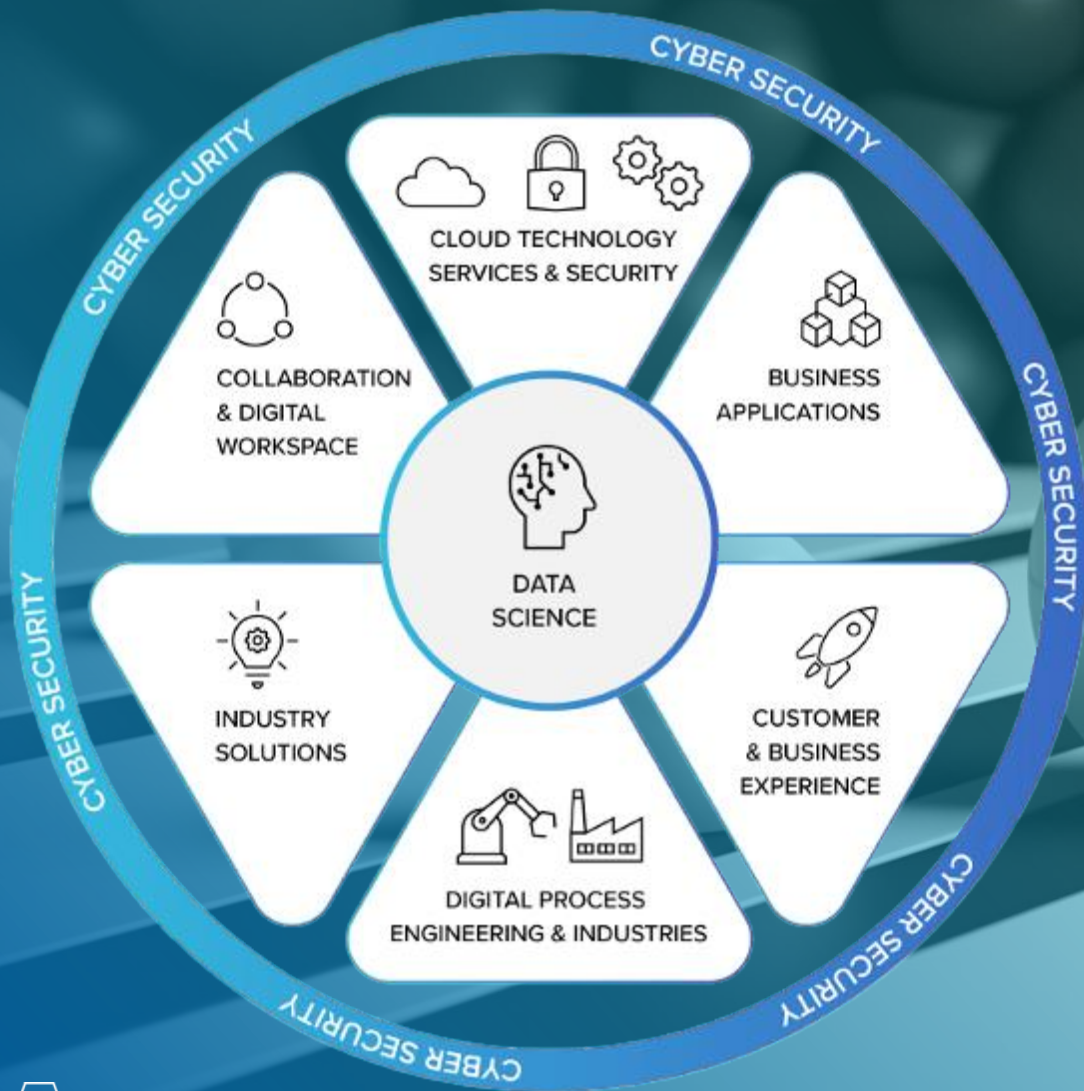 CYBER SECURITY
CYBER SECURITY
CYBER SECURITY
CYBER SECURITY
CYBER SECURITY
CYBER SECURITY
CLOUD TECHNOLOGY
SERVICES & SECURITY
BUSINESS
APPLICATIONS
CUSTOMER
& BUSINESS
EXPERIENCE
DIGITAL PROCESS
ENGINEERING & INDUSTRIES
INDUSTRY
SOLUTIONS
COLLABORATION
& DIGITAL
WORKSPACE
DATA
SCIENCE